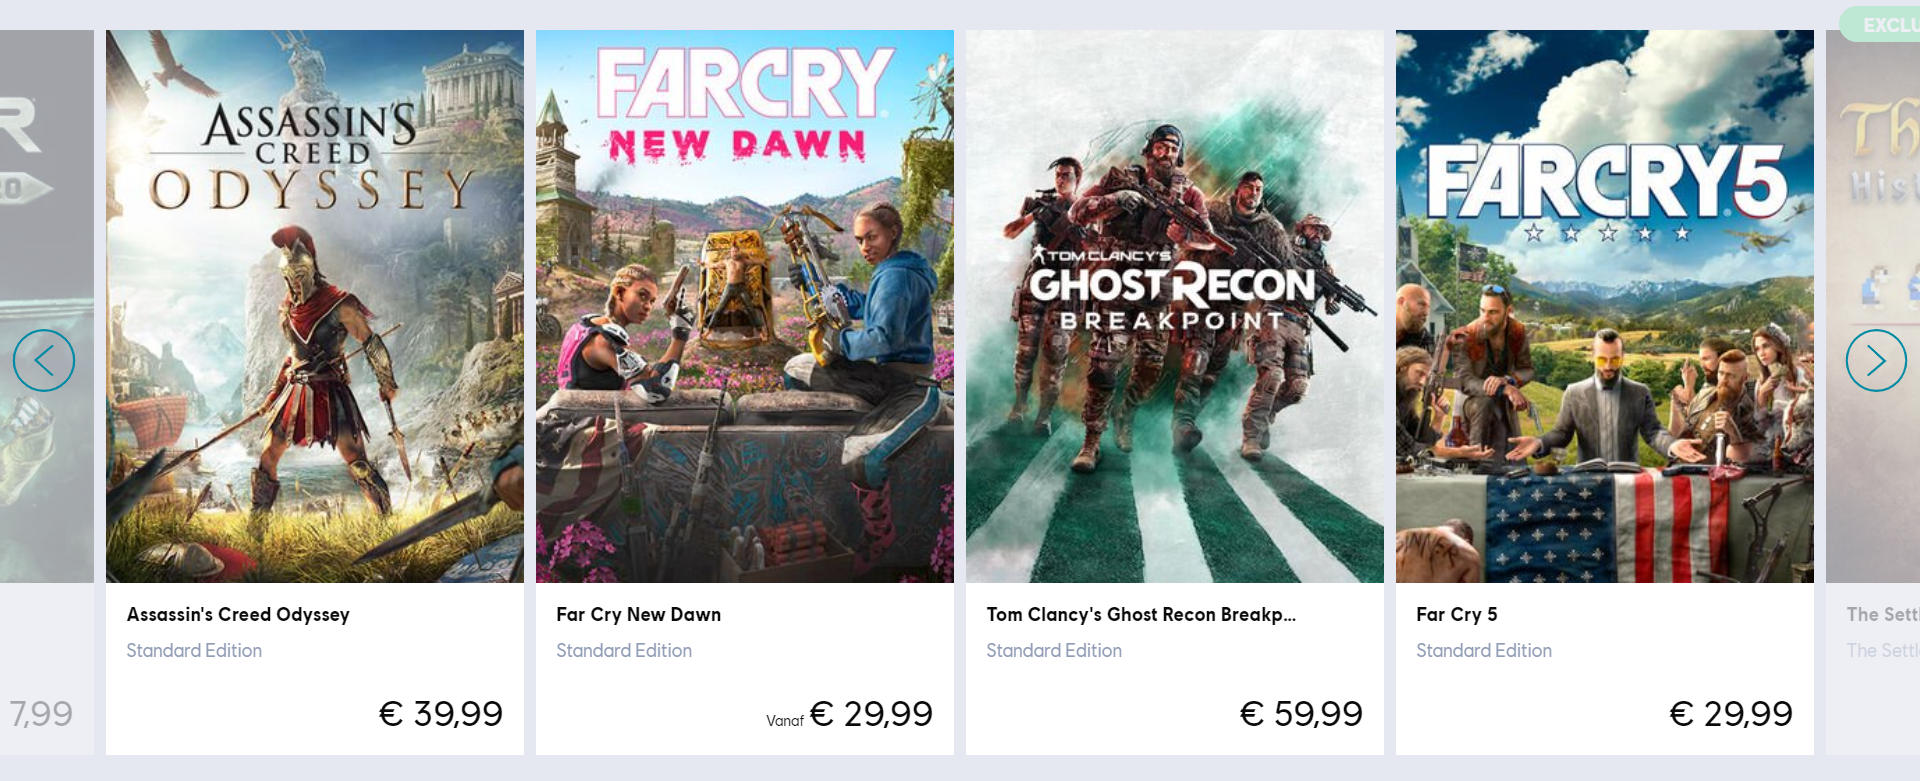 EXCLU
R
20
ASSASSIN'S
CREED
ODYSSEY
FARCRY
NEW DAWN
TOM CLANCY'S
GHOST RECON
BREAKPOINT
FARCRY5
Th
Hist
Assassin's Creed Odyssey
Standard Edition
€ 39,99
Far Cry New Dawn
Standard Edition
Vanaf € 29,99
Tom Clancy's Ghost Recon Breakp...
Standard Edition
€ 59,99
Far Cry 5
Standard Edition
€ 29,99
The Settl
The Settl
7,99